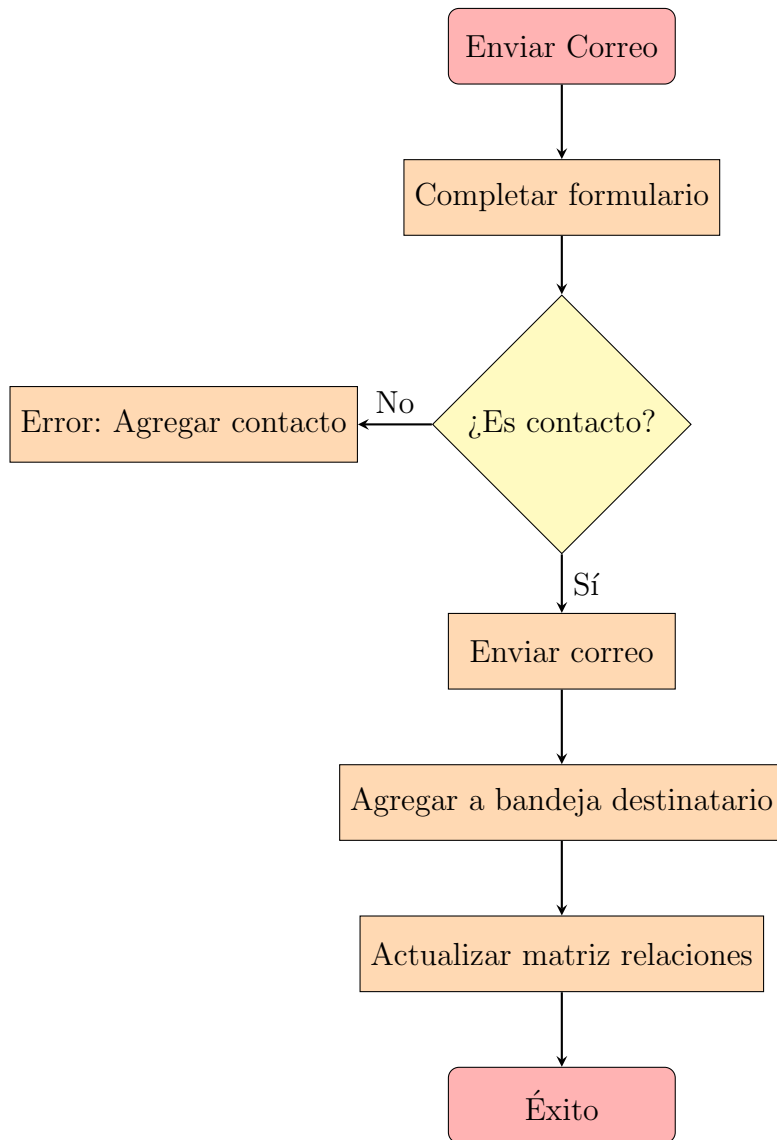 Enviar Correo
Completar formulario
¿Es contacto?
No
Error: Agregar contacto
Sí
Enviar correo
Agregar a bandeja destinatario
Actualizar matriz relaciones
Éxito